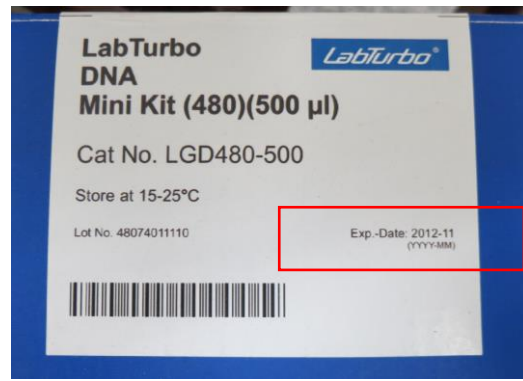 LabTurbo
LabTurbo®
DNA
Mini Kit (480)(500 µl)
Cat No. LGD480-500
Store at 15-25°C
Lot No. 48074011110
Exp.-Date: 2012-11
(YYYY-MM)